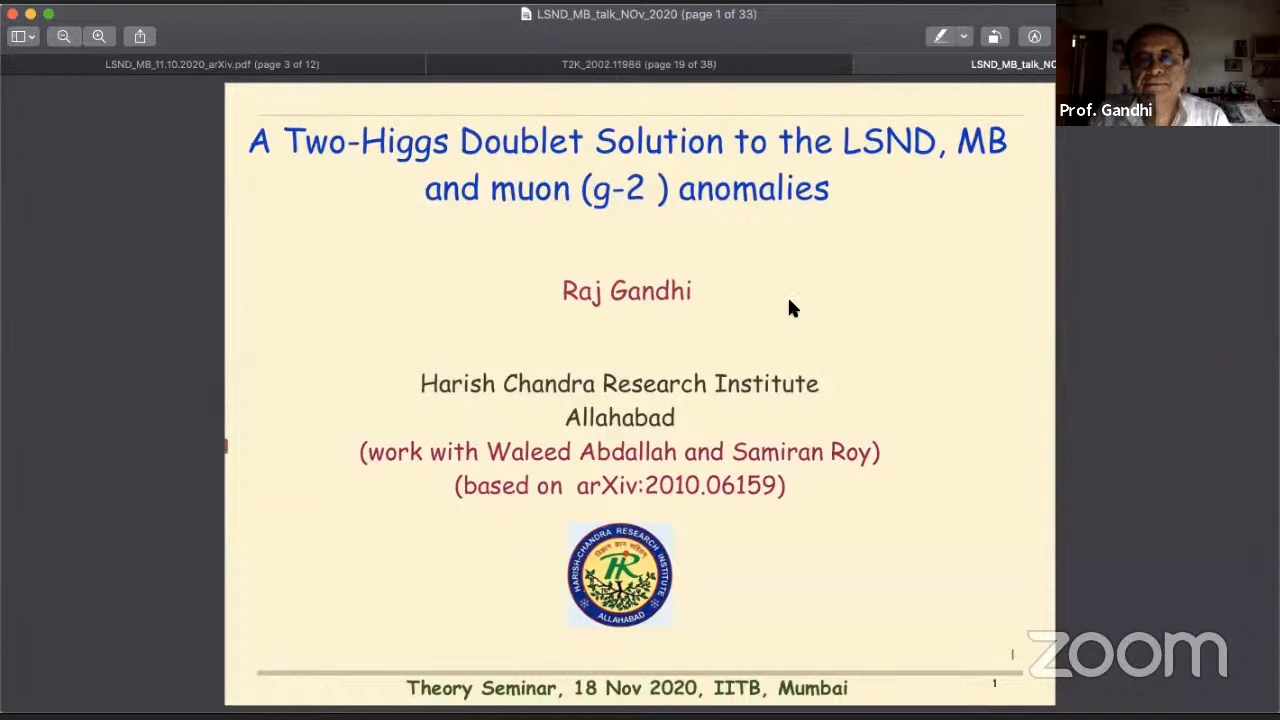 LSND_MB_talk_NOv_2020 (page 1 of 33)
LSND_MB_11.10.2020_arXiv.pdf (page 3 of 12)
T2K_2002.11986 (page 19 of 38)
LSND_MB_talk_NO
Prof. Gandhi
A Two-Higgs Doublet Solution to the LSND, MB
and muon (g-2 ) anomalies
Raj Gandhi
Harish Chandra Research Institute
Allahabad
(work with Waleed Abdallah and Samiran Roy)
(based on arXiv:2010.06159)
HARISH-CHANDRA RESEARCH INSTITUTE
HR
ALLAHABAD
zoom
Theory Seminar, 18 Nov 2020, IITB, Mumbai
1